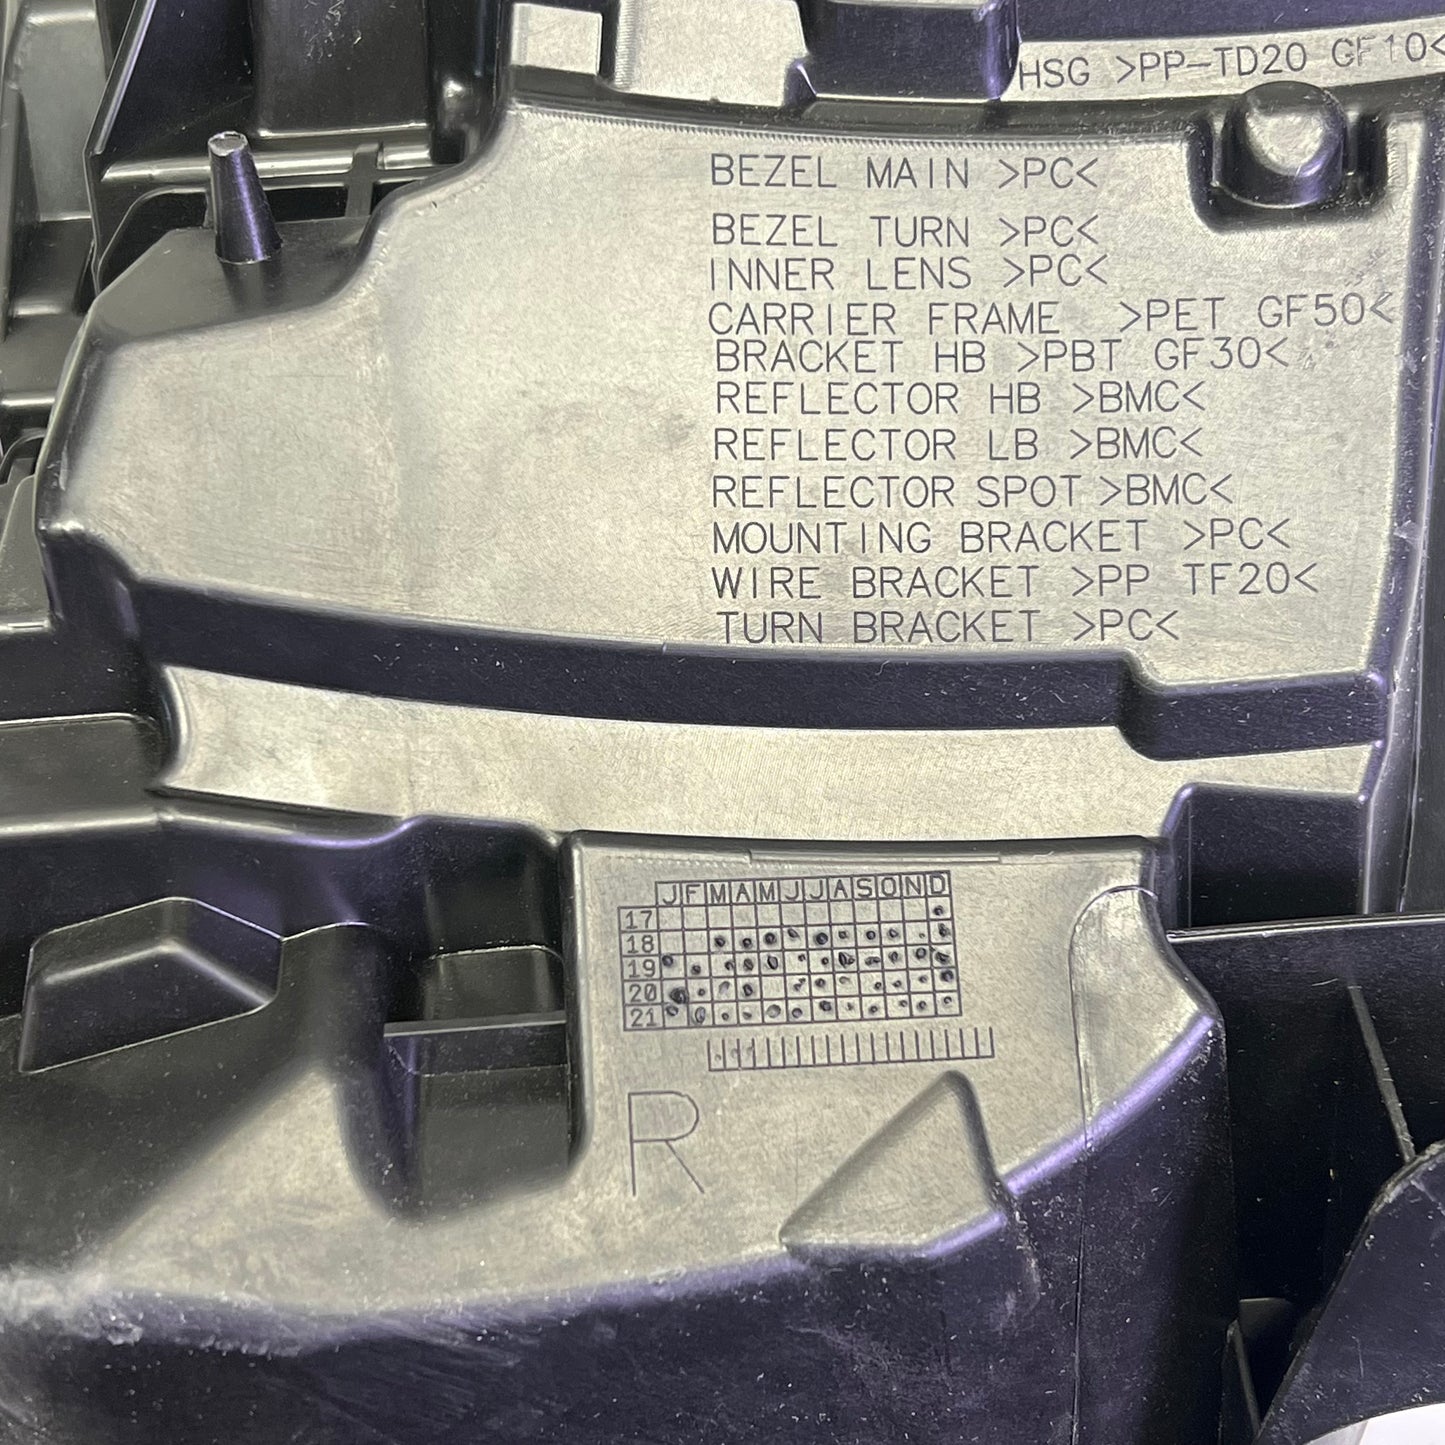 HSG >PP-TD20 GF10<
BEZEL MAIN >PC<
BEZEL TURN >PC<
INNER LENS >PC<
CARRIER FRAME >PET GF50<
BRACKET HB >PBT GF30<
REFLECTOR HB >BMC<
REFLECTOR LB >BMC<
REFLECTOR SPOT >BMC<
MOUNTING BRACKET >PC<
WIRE BRACKET >PP TF20<
TURN BRACKET >PC<
J F M A M J J A S O N D
17
18
19
20
21
R